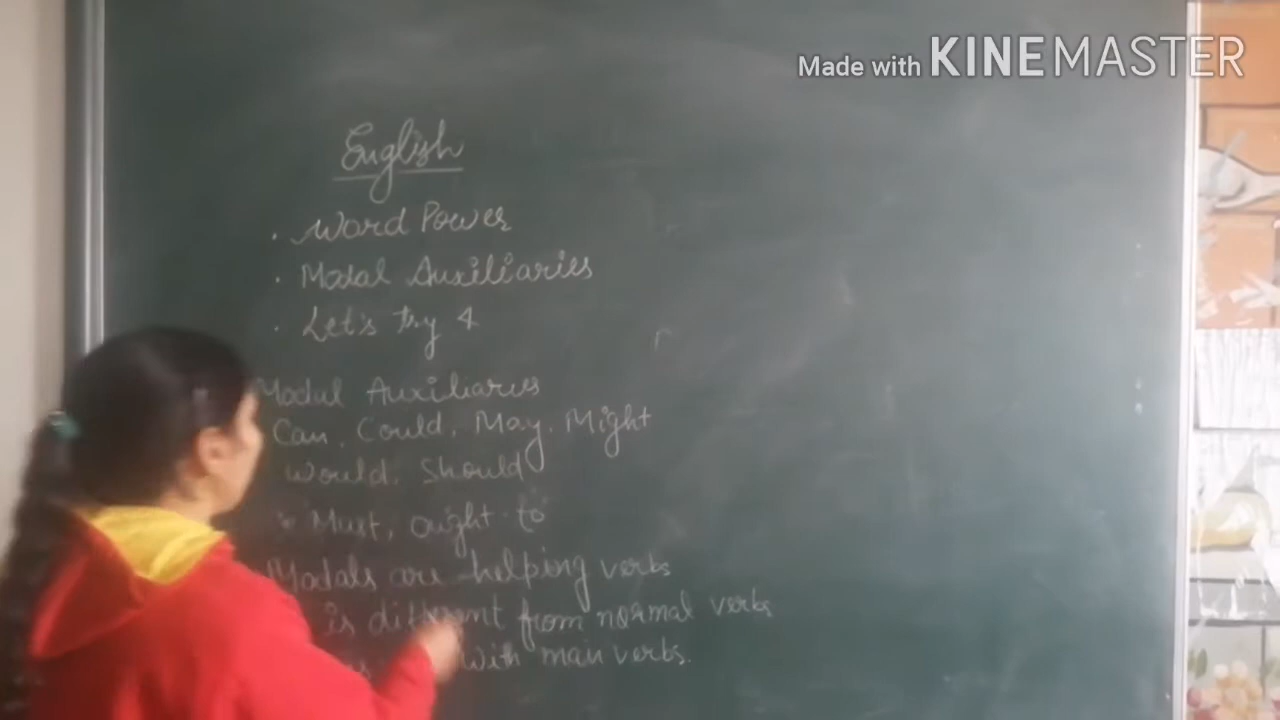 Made with KINEMASTER
English
. Word Power
. Modal Auxiliaries
. Let's try 4
Modal Auxiliaries
Can, Could, May, Might
Would, Should
Must, ought to
Modals are helping verbs
is different from normal verbs
with main verbs.